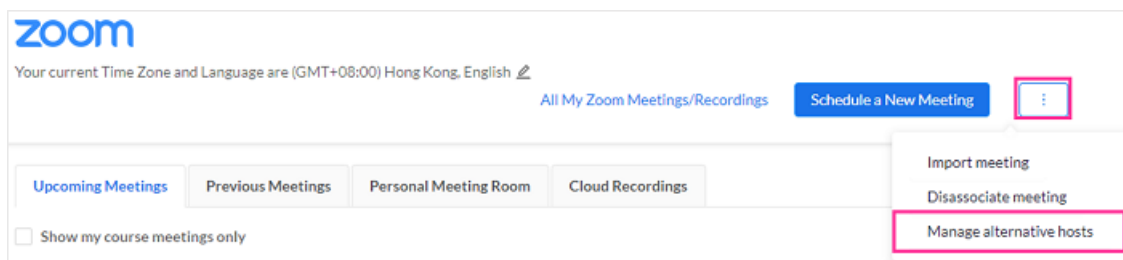 zoom
Your current Time Zone and Language are (GMT+08:00) Hong Kong, English
All My Zoom Meetings/Recordings
Schedule a New Meeting
Import meeting
Disassociate meeting
Manage alternative hosts
Upcoming Meetings
Previous Meetings
Personal Meeting Room
Cloud Recordings
Show my course meetings only